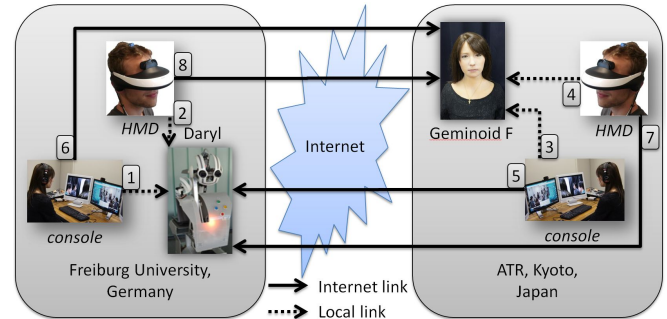 8
2
HMD
Daryl
6
1
console
Freiburg University,
Germany
Internet
Geminoid F
4
HMD
7
3
5
console
ATR, Kyoto,
Japan
Internet link
Local link